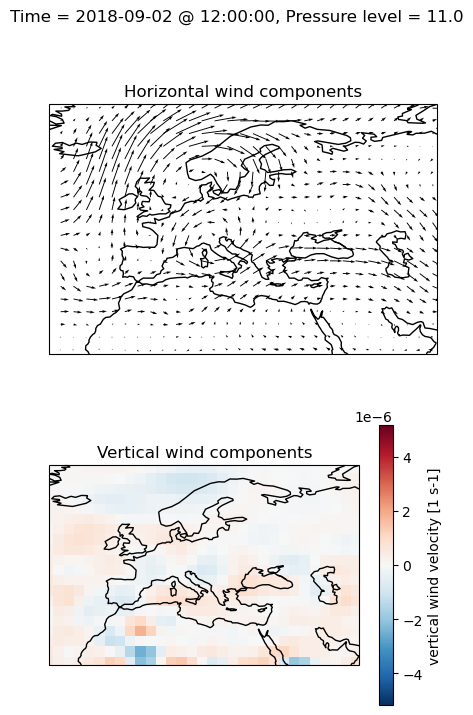 Time = 2018-09-02 @ 12:00:00, Pressure level = 11.0
Horizontal wind components
Vertical wind components
1e−6
4
2
0
−2
−4
vertical wind velocity [1 s-1]